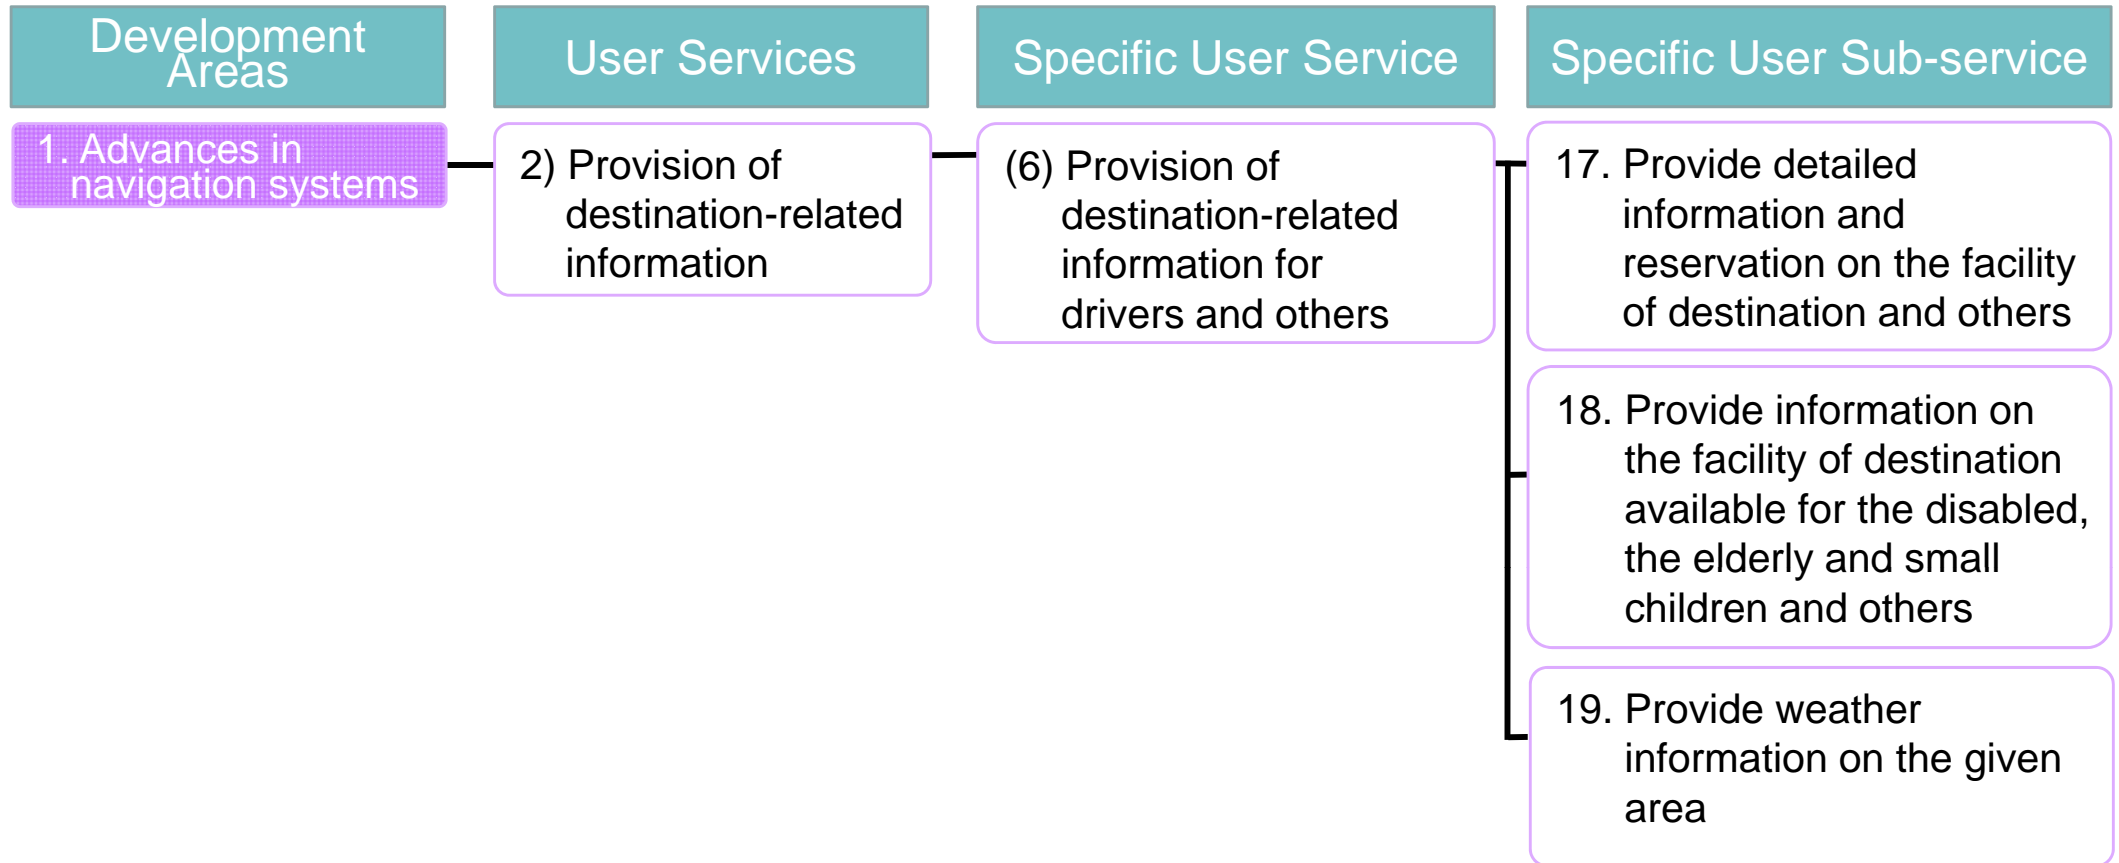 Development
Areas
User Services
Specific User Service
Specific User Sub-service
1. Advances in
navigation systems
2) Provision of
destination-related
information
(6) Provision of
destination-related
information for
drivers and others
17. Provide detailed
information and
reservation on the facility
of destination and others
18. Provide information on
the facility of destination
available for the disabled,
the elderly and small
children and others
19. Provide weather
information on the given
area